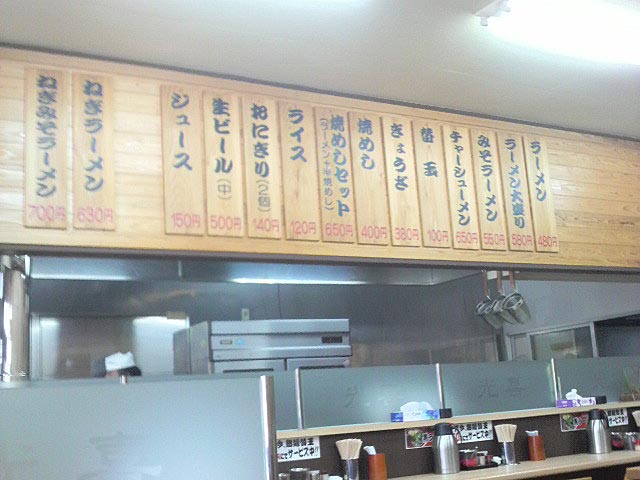 ラーメン 480円
ラーメン大盛り 580円
みそラーメン 550円
チャーシューメン 650円
替玉 100円
ぎょうざ 380円
焼めし 400円
焼めしセット (ラーメン+半焼めし) 650円
ライス 120円
おにぎり(2個) 140円
生ビール(中) 500円
ジュース 150円
ねぎラーメン 630円
ねぎみそラーメン 700円